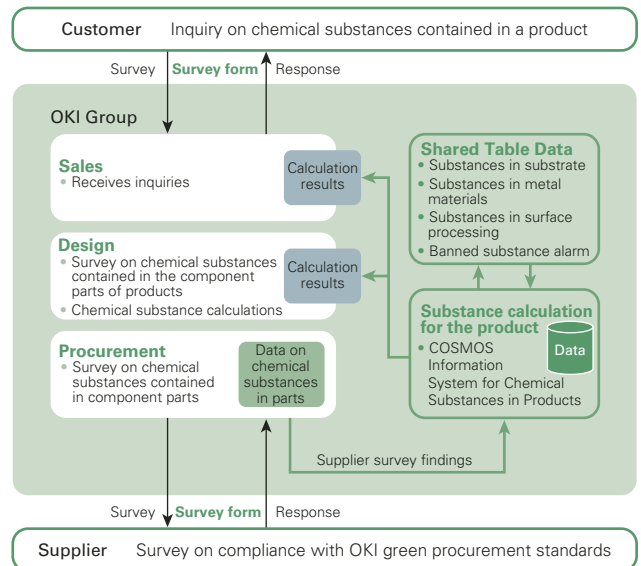 Customer Inquiry on chemical substances contained in a product
Survey Survey form Response
OKI Group
Sales
• Receives inquiries
Calculation
results
Design
• Survey on chemical substances
contained in the component
parts of products
• Chemical substance calculations
Calculation
results
Procurement
• Survey on chemical
substances contained
in component parts
Data on
chemical
substances
in parts
Shared Table Data
• Substances in substrate
• Substances in metal
materials
• Substances in surface
processing
• Banned substance alarm
Substance calculation
for the product
• COSMOS
Information
System for Chemical
Substances in Products
Data
Supplier survey findings
Survey Survey form Response
Supplier Survey on compliance with OKI green procurement standards